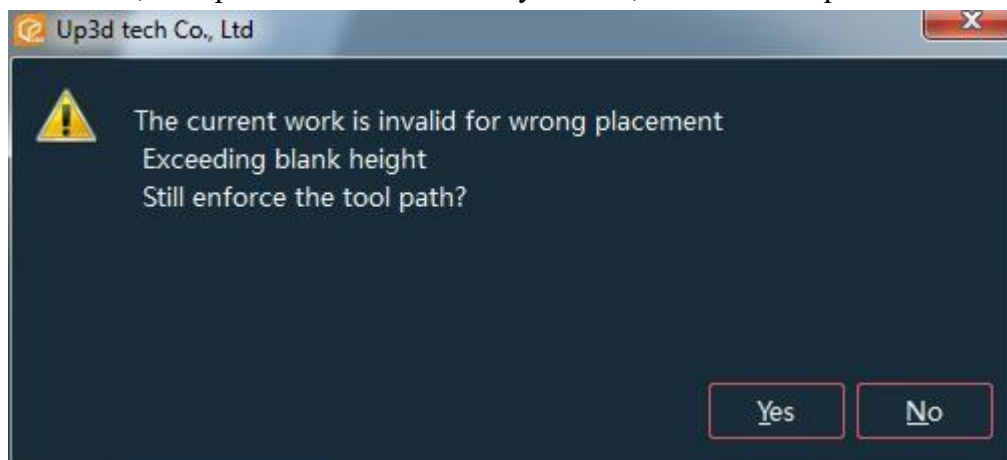 Up3d tech Co., Ltd
The current work is invalid for wrong placement
Exceeding blank height
Still enforce the tool path?
Yes
No